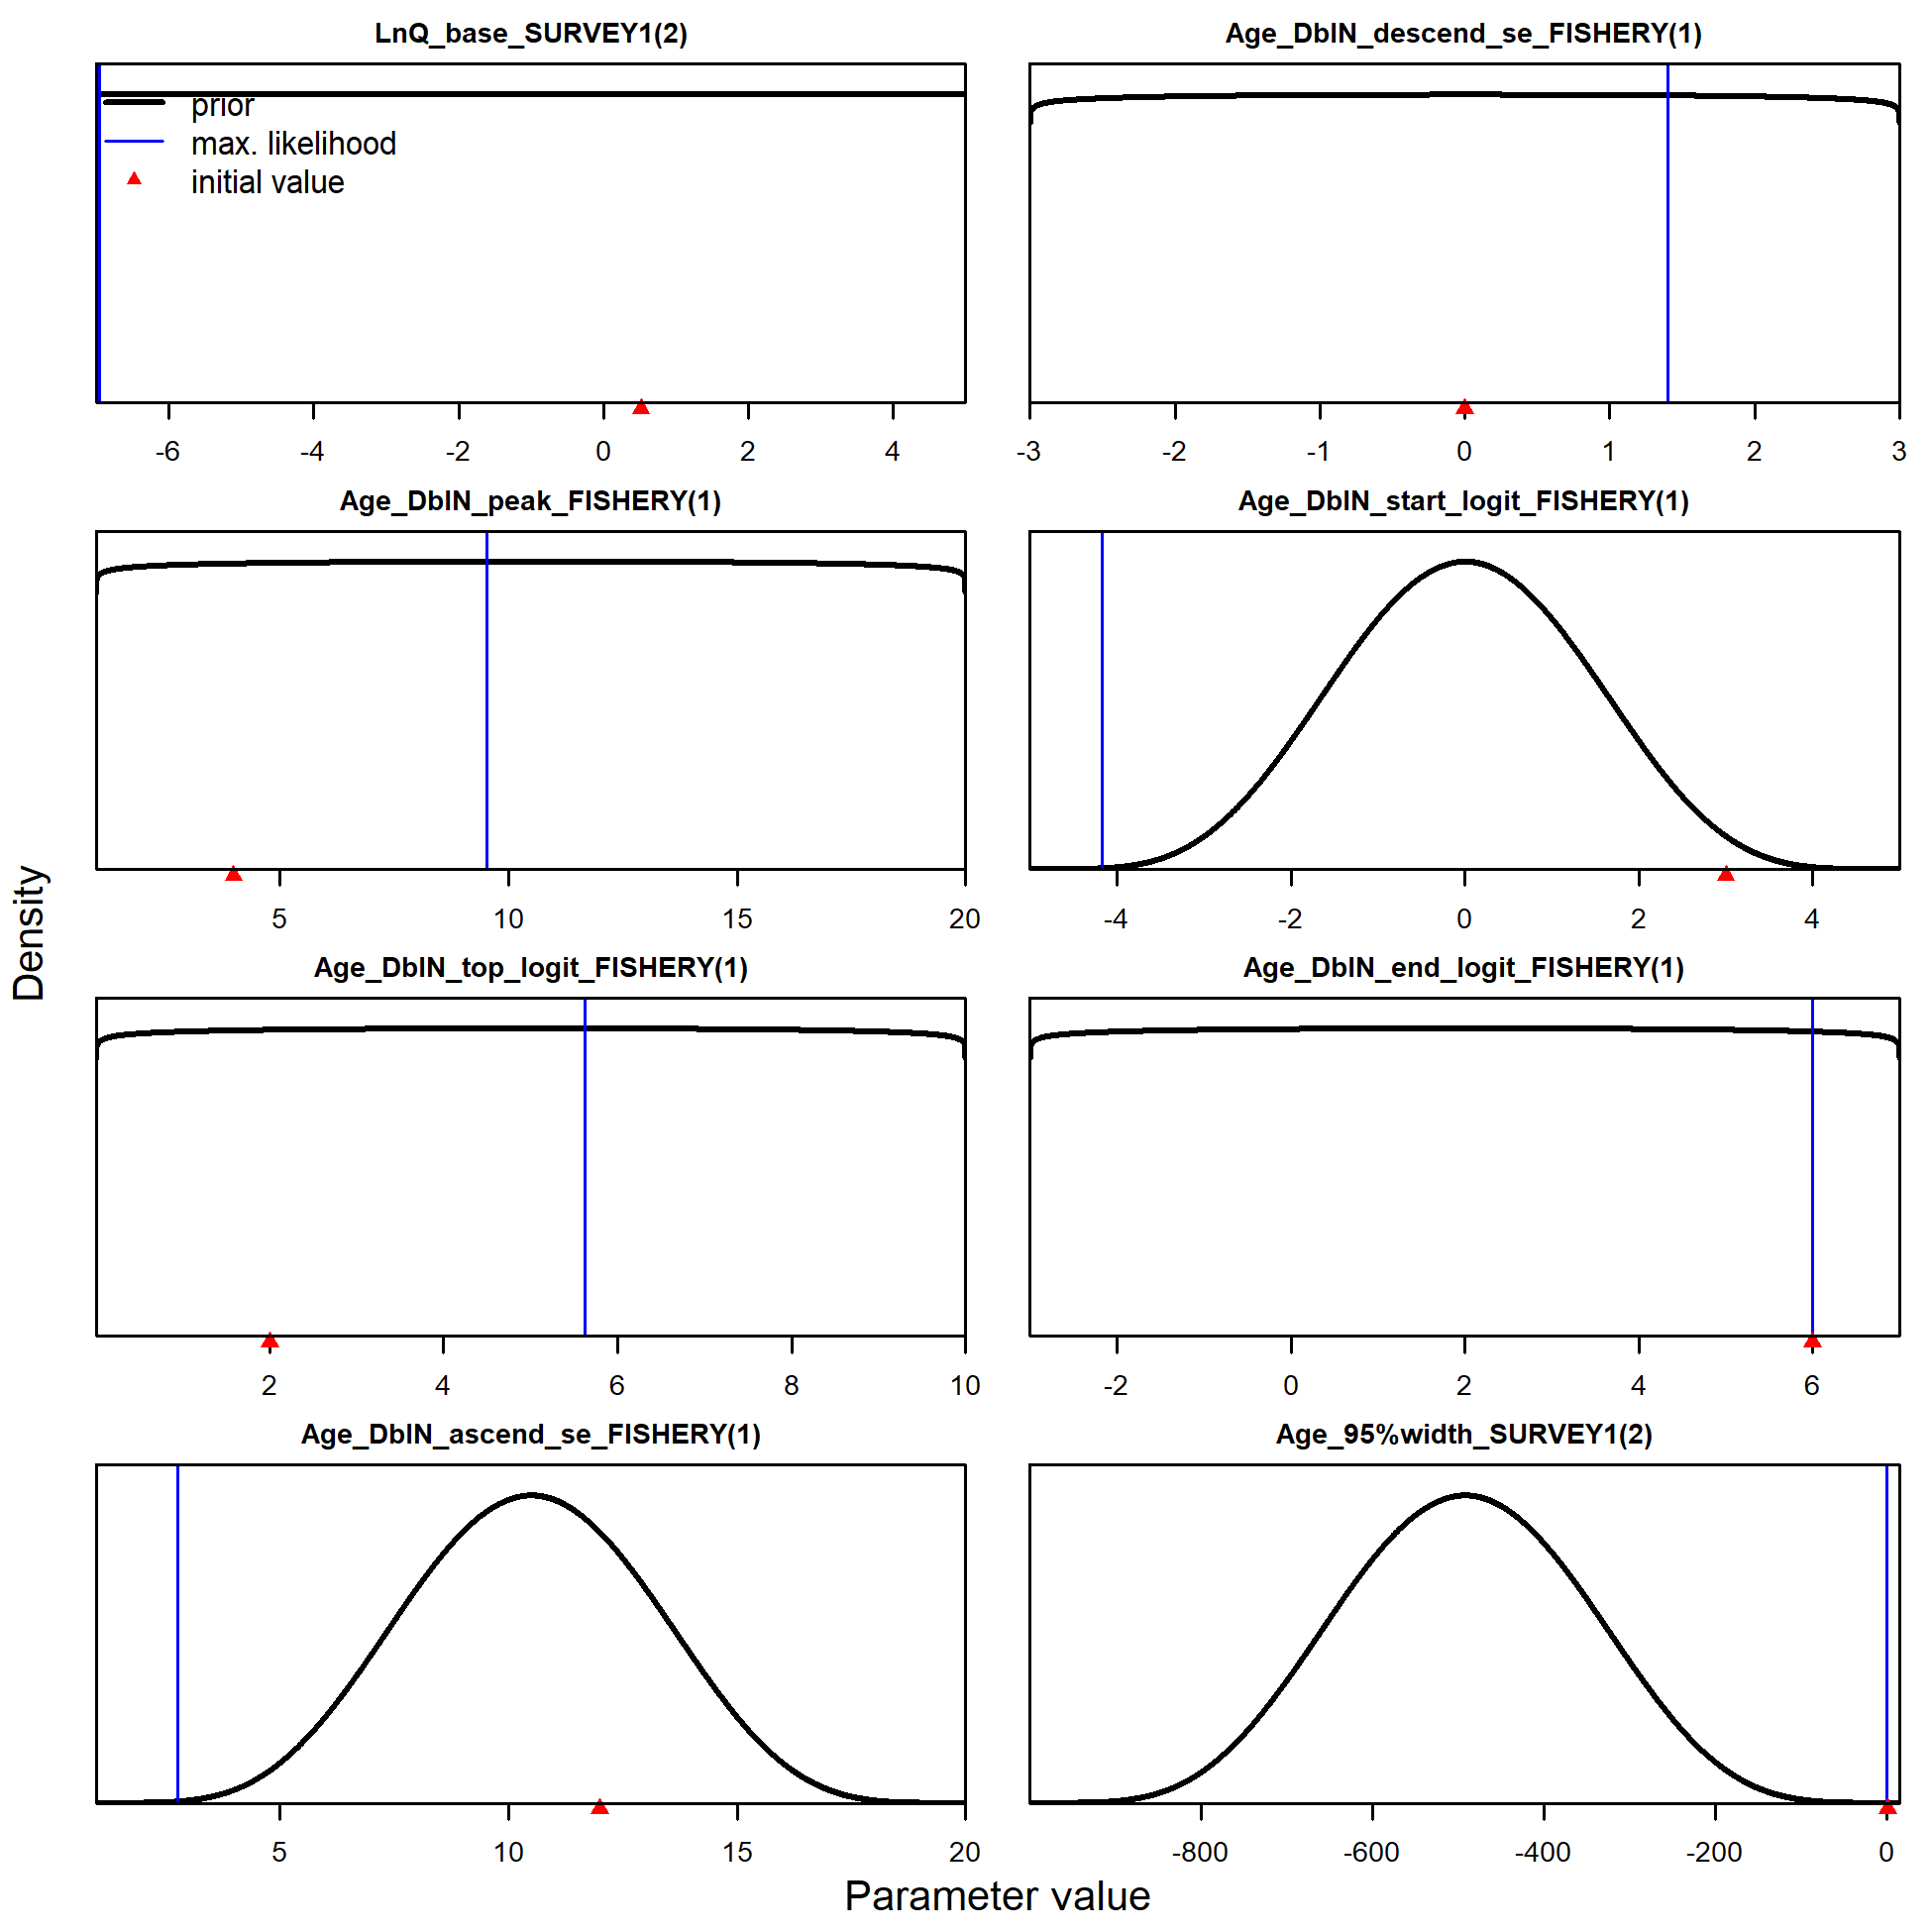 LnQ_base_SURVEY1(2)
prior
max. likelihood
initial value
-6 -4 -2 0 2 4
Age_DblN_descend_se_FISHERY(1)
-3 -2 -1 0 1 2 3
Age_DblN_peak_FISHERY(1)
5 10 15 20
Age_DblN_start_logit_FISHERY(1)
-4 -2 0 2 4
Age_DblN_top_logit_FISHERY(1)
2 4 6 8 10
Age_DblN_end_logit_FISHERY(1)
-2 0 2 4 6
Age_DblN_ascend_se_FISHERY(1)
5 10 15 20
Age_95%width_SURVEY1(2)
-800 -600 -400 -200 0
Density
Parameter value